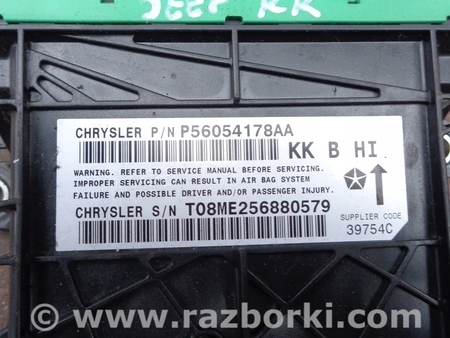 JEEP KK
CHRYSLER P/N P56054178AA
KK B HI
WARNING. REFER TO SERVICE MANUAL BEFORE SERVICING.
IMPROPER SERVICING CAN RESULT IN AIR BAG SYSTEM
FAILURE AND POSSIBLE DRIVER AND/OR PASSENGER INJURY.
CHRYSLER S/N T08ME256880579
SUPPLIER CODE
39754C
www.razborki.com